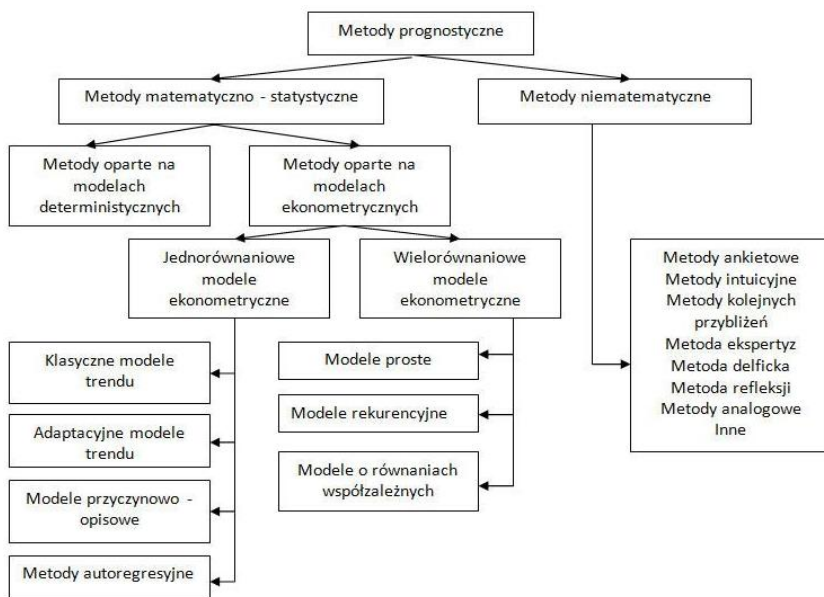 Metody prognostyczne
Metody matematyczno - statystyczne
Metody niematematyczne
Metody oparte na
modelach
deterministycznych
Metody oparte na
modelach
ekonometrycznych
Jednorównaniowe
modele
ekonometryczne
Wielorównaniowe
modele
ekonometryczne
Metody ankietowe
Metody intuicyjne
Metody kolejnych
przybliżeń
Metoda ekspertyz
Metoda delficka
Metoda refleksji
Metody analogowe
Inne
Klasyczne modele
trendu
Adaptacyjne modele
trendu
Modele przyczynowo -
opisowe
Metody autoregresyjne
Modele proste
Modele rekurencyjne
Modele o równaniach
współzależnych